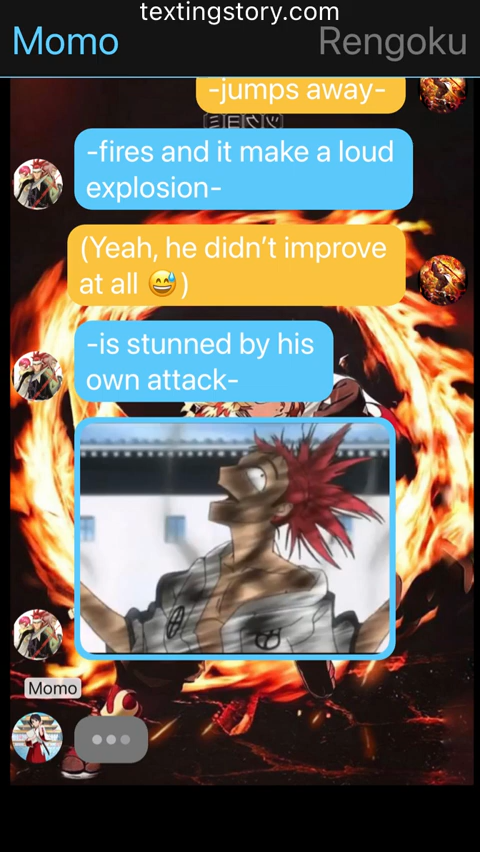 textingstory.com
Momo
Rengoku
-jumps away-
-fires and it make a loud
explosion-
(Yeah, he didn’t improve
at all 😅)
-is stunned by his
own attack-
Momo